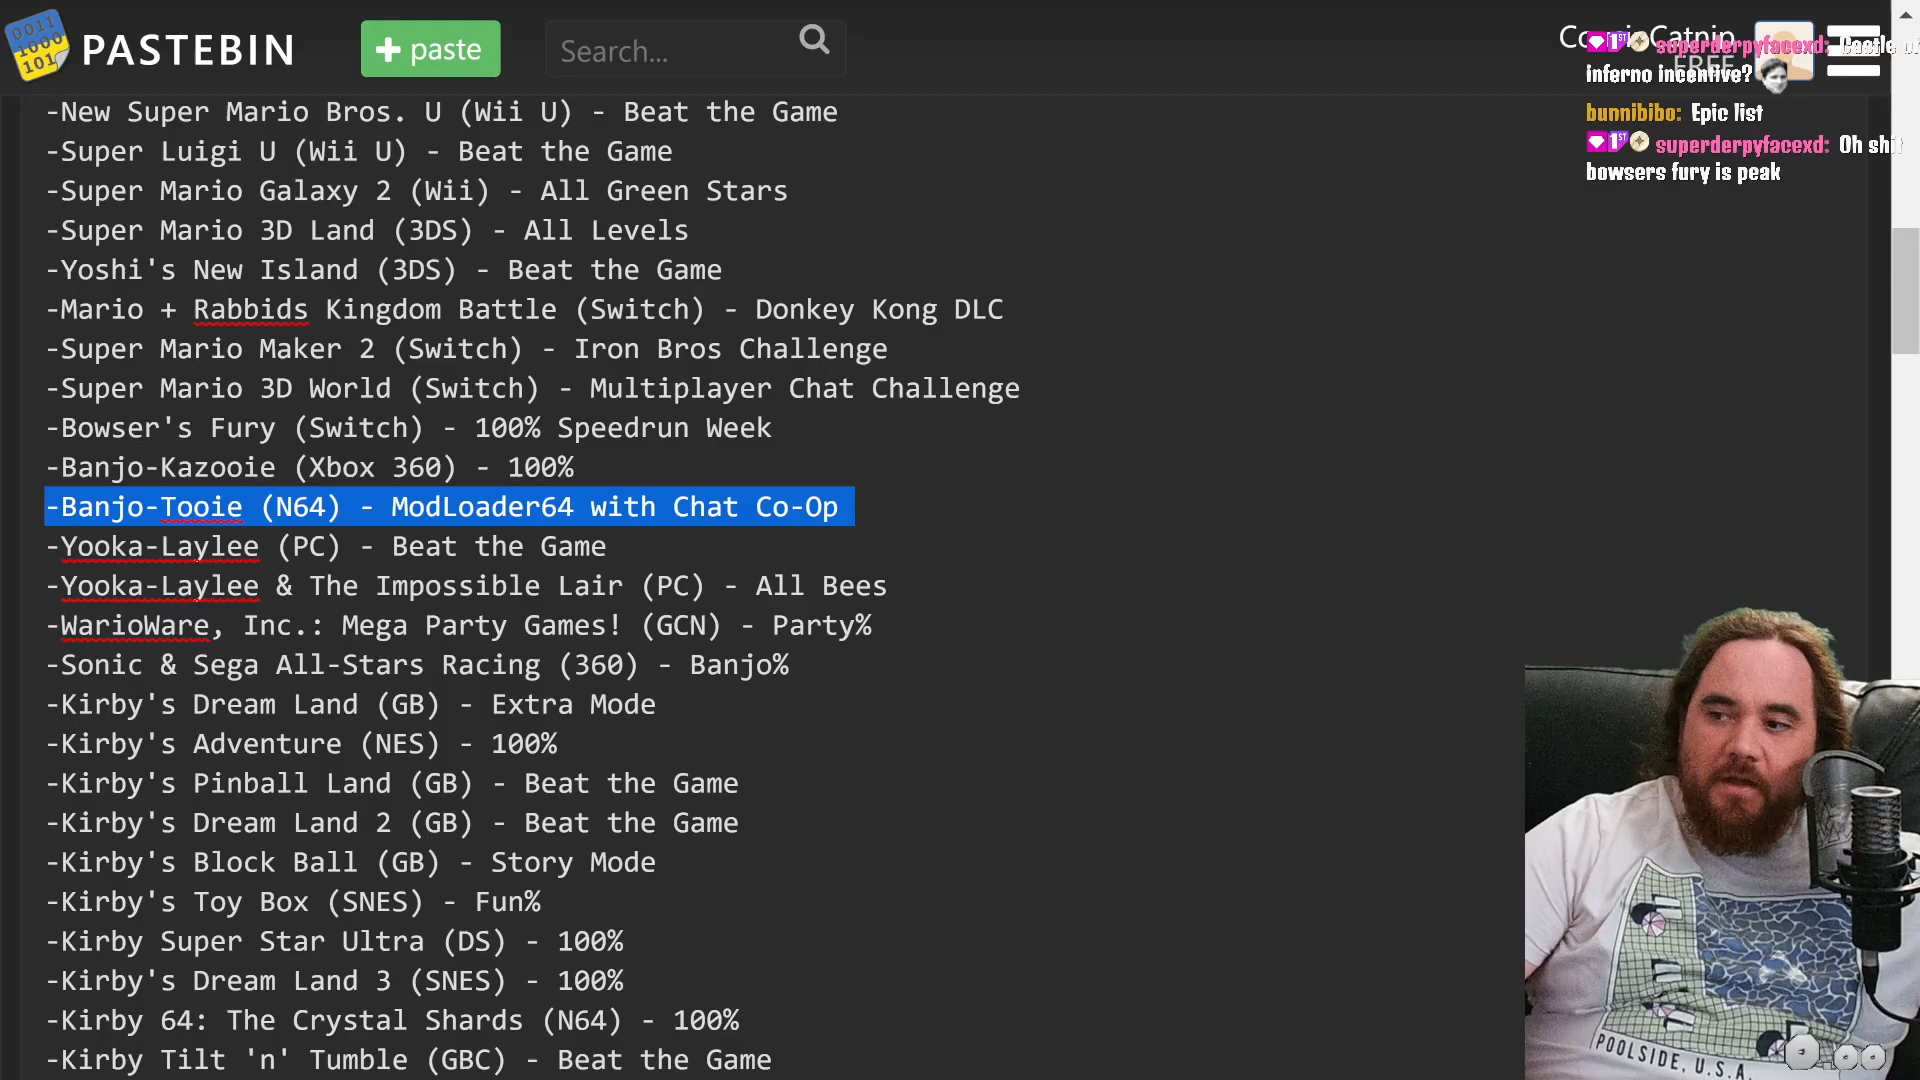 0011
1000
101
PASTEBIN
+ paste
Search...
FREE
superderpyfacexd: Castle of
inferno incentive?
bunnibibo: Epic list
superderpyfacexd: Oh shit
bowsers fury is peak
-New Super Mario Bros. U (Wii U) - Beat the Game
-Super Luigi U (Wii U) - Beat the Game
-Super Mario Galaxy 2 (Wii) - All Green Stars
-Super Mario 3D Land (3DS) - All Levels
-Yoshi's New Island (3DS) - Beat the Game
-Mario + Rabbids Kingdom Battle (Switch) - Donkey Kong DLC
-Super Mario Maker 2 (Switch) - Iron Bros Challenge
-Super Mario 3D World (Switch) - Multiplayer Chat Challenge
-Bowser's Fury (Switch) - 100% Speedrun Week
-Banjo-Kazooie (Xbox 360) - 100%
-Banjo-Tooie (N64) - ModLoader64 with Chat Co-Op
-Yooka-Laylee (PC) - Beat the Game
-Yooka-Laylee & The Impossible Lair (PC) - All Bees
-WarioWare, Inc.: Mega Party Games! (GCN) - Party%
-Sonic & Sega All-Stars Racing (360) - Banjo%
-Kirby's Dream Land (GB) - Extra Mode
-Kirby's Adventure (NES) - 100%
-Kirby's Pinball Land (GB) - Beat the Game
-Kirby's Dream Land 2 (GB) - Beat the Game
-Kirby's Block Ball (GB) - Story Mode
-Kirby's Toy Box (SNES) - Fun%
-Kirby Super Star Ultra (DS) - 100%
-Kirby's Dream Land 3 (SNES) - 100%
-Kirby 64: The Crystal Shards (N64) - 100%
-Kirby Tilt 'n' Tumble (GBC) - Beat the Game
POOLSIDE, U.S.A.
0.00